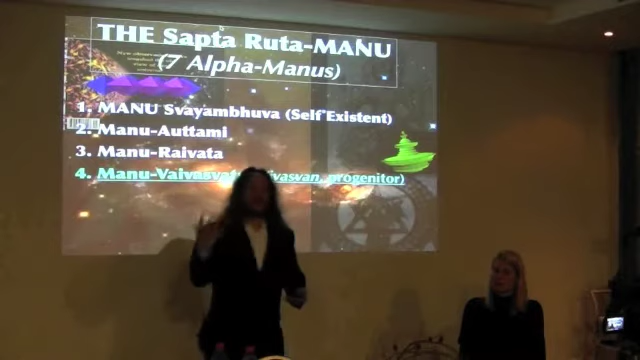 THE Sapta Ruta-MANU
(7 Alpha-Manus)
1. MANU Svayambhuva (Self Existent)
2. Manu-Auttami
3. Manu-Raivata
4. Manu-Vaivasvata progenitor)